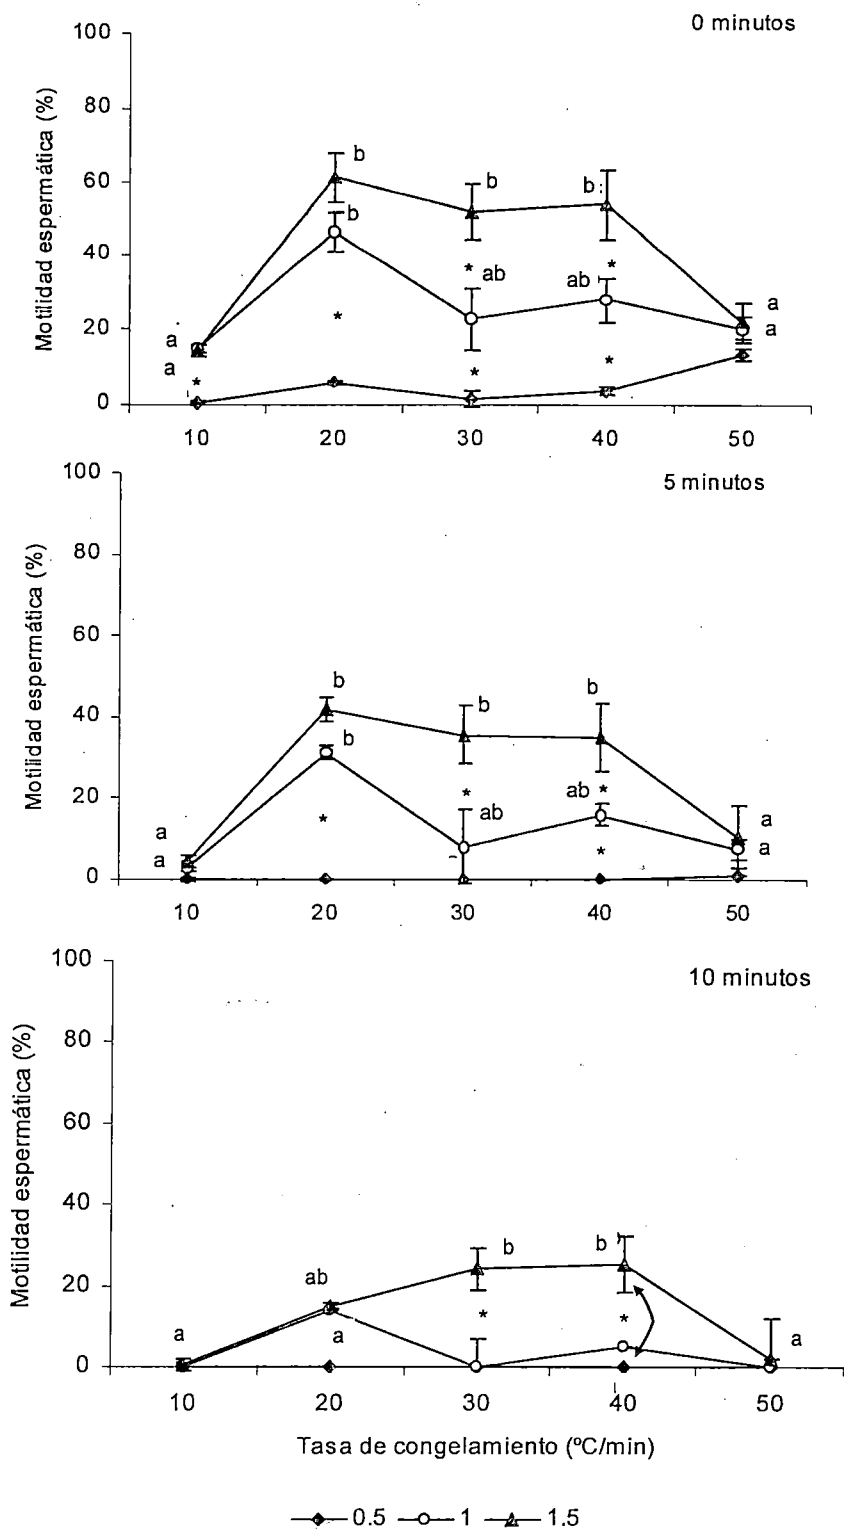 0 minutos
Motilidad espermática (%)
100
80
60
40
20
0
b
b
b
b
*
ab
*
ab
*
a
a
*
*
*
a
a
10
20
30
40
50
5 minutos
Motilidad espermática (%)
100
80
60
40
20
0
b
b
b
b
*
*
ab
ab
*
*
a
a
a
a
10
20
30
40
50
10 minutos
Motilidad espermática (%)
100
80
60
40
20
0
b
b
ab
*
*
a
a
a
10
20
30
40
50
Tasa de congelamiento (ºC/min)
0.5 1 1.5